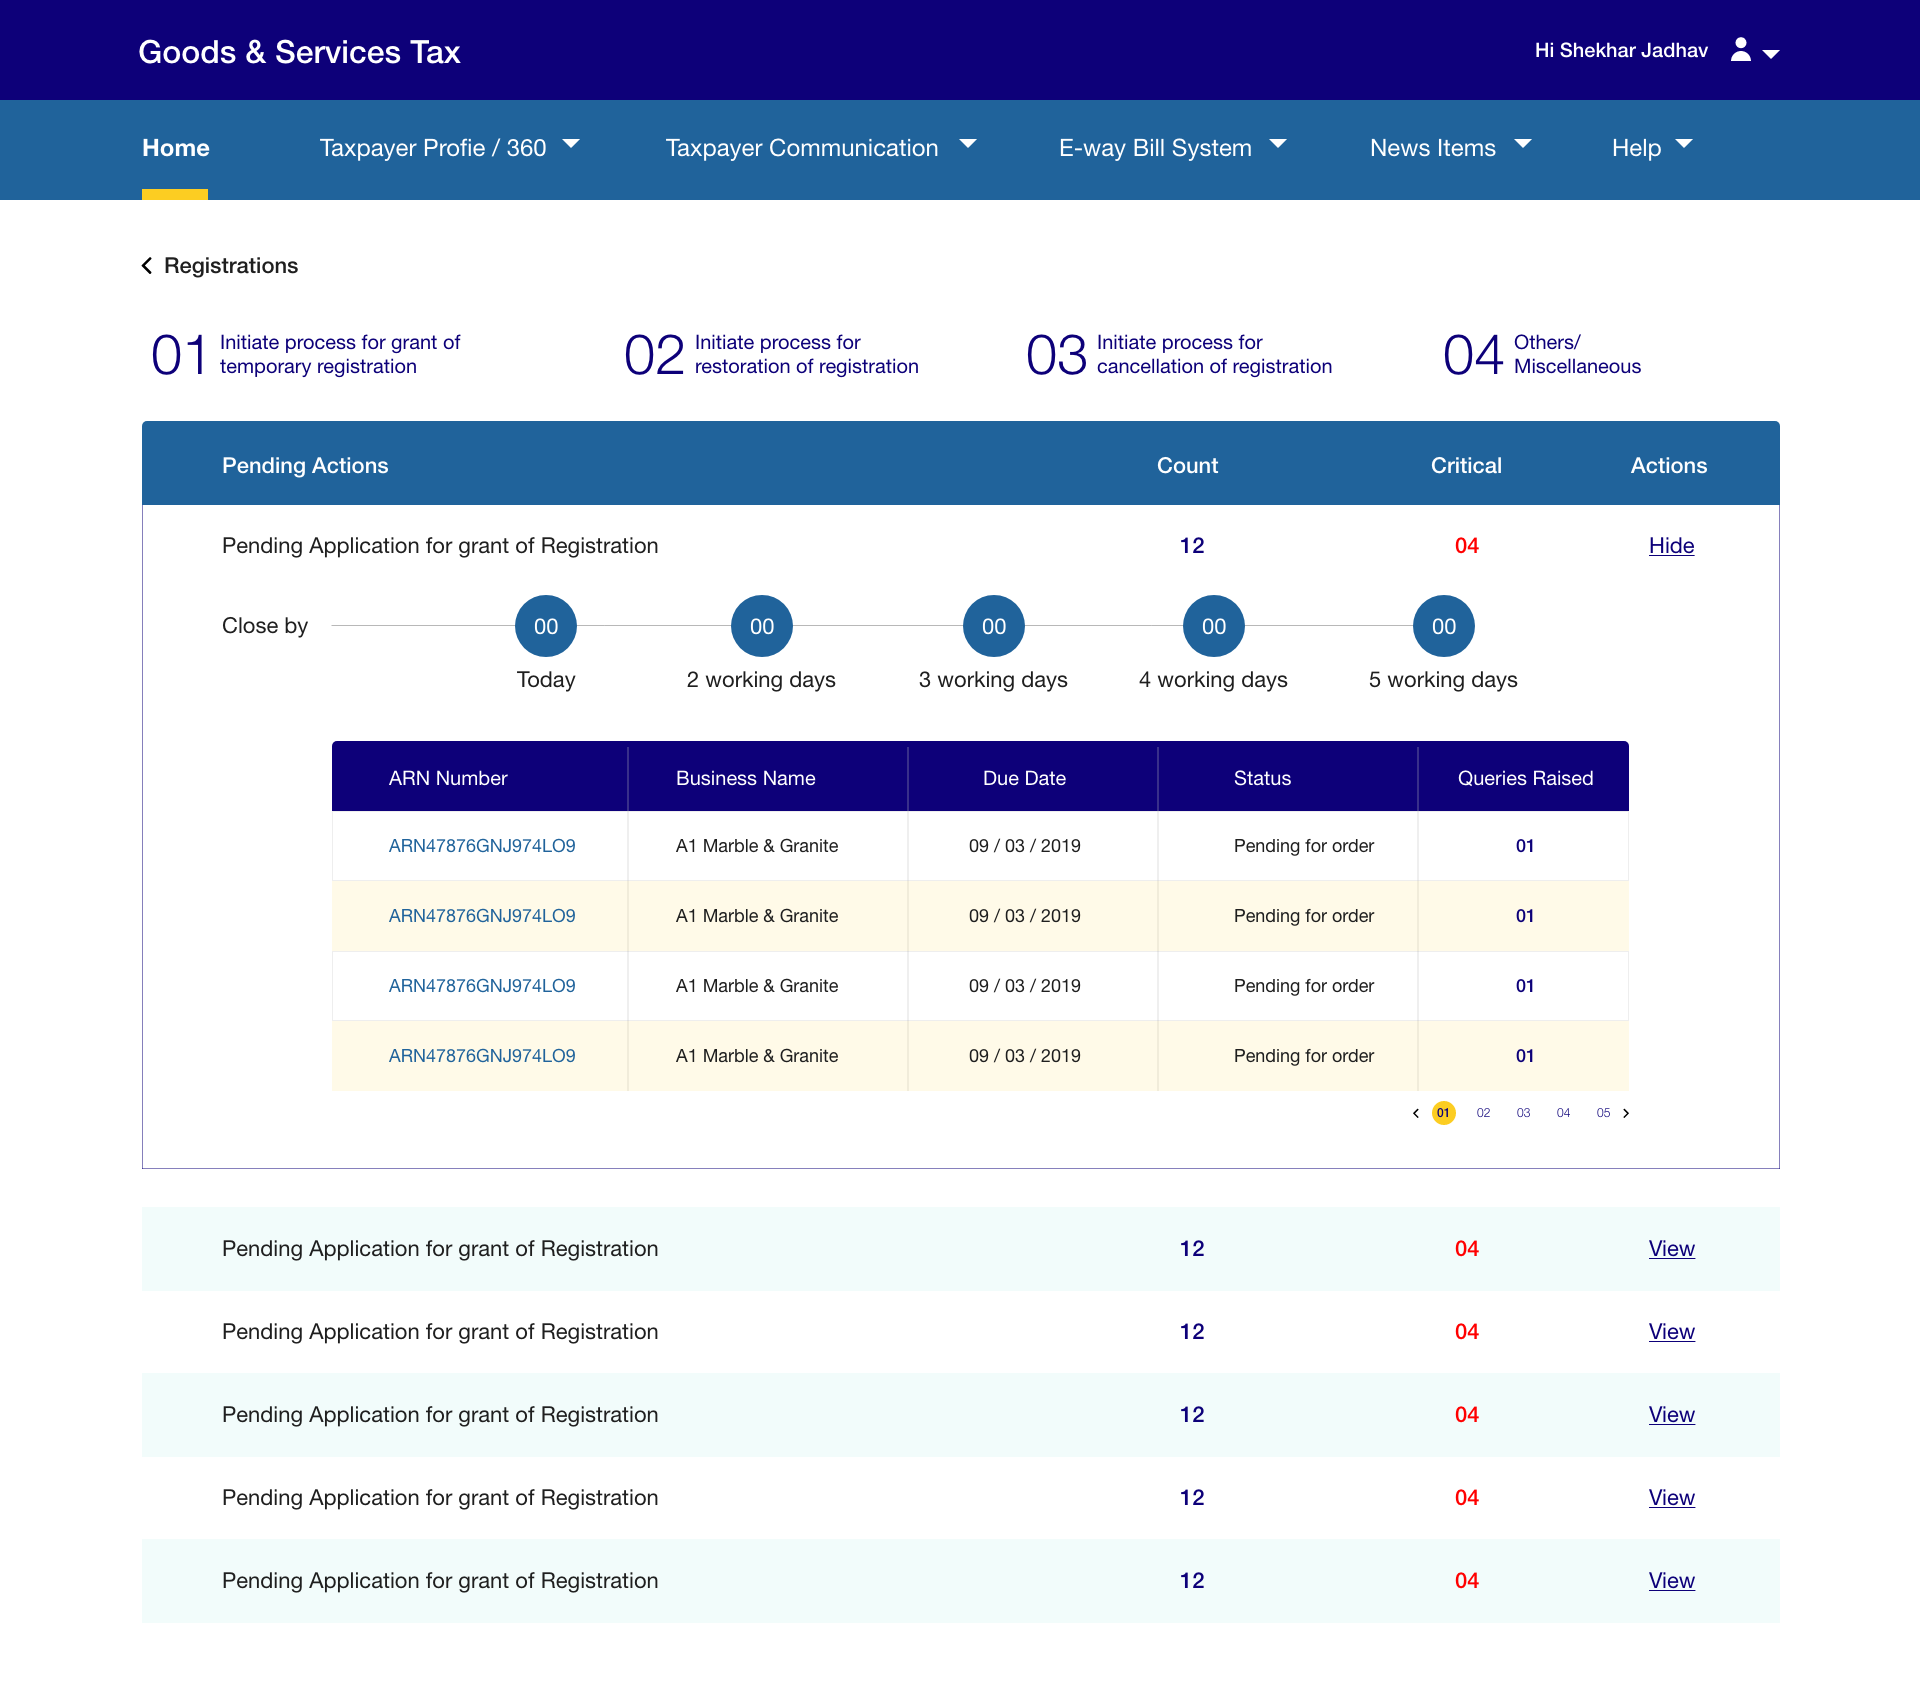 Goods & Services Tax
Hi Shekhar Jadhav
Home Taxpayer Profie / 360 Taxpayer Communication E-way Bill System News Items Help
Registrations
01 Initiate process for grant of
temporary registration
02 Initiate process for
restoration of registration
03 Initiate process for
cancellation of registration
04 Others/
Miscellaneous
Pending Actions Count Critical Actions
Pending Application for grant of Registration 12 04 Hide
Close by 00 00 00 00 00
Today 2 working days 3 working days 4 working days 5 working days
ARN Number Business Name Due Date Status Queries Raised
ARN47876GNJ974LO9 A1 Marble & Granite 09 / 03 / 2019 Pending for order 01
ARN47876GNJ974LO9 A1 Marble & Granite 09 / 03 / 2019 Pending for order 01
ARN47876GNJ974LO9 A1 Marble & Granite 09 / 03 / 2019 Pending for order 01
ARN47876GNJ974LO9 A1 Marble & Granite 09 / 03 / 2019 Pending for order 01
01 02 03 04 05
Pending Application for grant of Registration 12 04 View
Pending Application for grant of Registration 12 04 View
Pending Application for grant of Registration 12 04 View
Pending Application for grant of Registration 12 04 View
Pending Application for grant of Registration 12 04 View